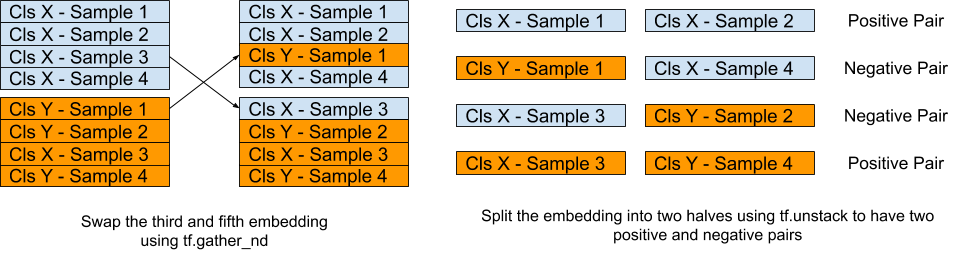 Cls X - Sample 1
Cls X - Sample 2
Cls X - Sample 3
Cls X - Sample 4
Cls Y - Sample 1
Cls Y - Sample 2
Cls X - Sample 3
Cls Y - Sample 4
Cls X - Sample 1
Cls X - Sample 2
Cls Y - Sample 1
Cls X - Sample 4
Cls X - Sample 3
Cls Y - Sample 2
Cls X - Sample 3
Cls Y - Sample 4
Swap the third and fifth embedding
using tf.gather_nd
Cls X - Sample 1 Cls X - Sample 2 Positive Pair
Cls Y - Sample 1 Cls X - Sample 4 Negative Pair
Cls X - Sample 3 Cls Y - Sample 2 Negative Pair
Cls X - Sample 3 Cls Y - Sample 4 Positive Pair
Split the embedding into two halves using tf.unstack to have two
positive and negative pairs